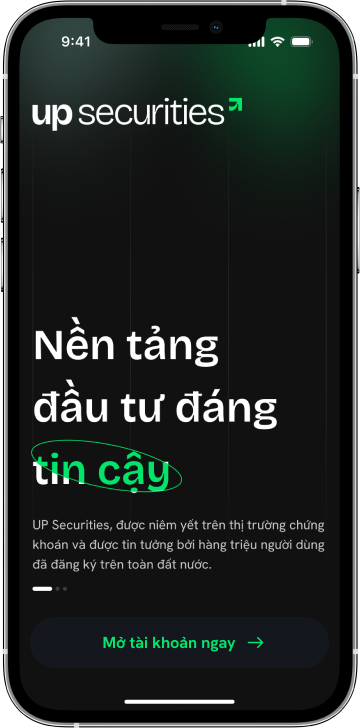 9:41
up securities
Nền tảng
đầu tư đáng
tin cậy
UP Securities, được niêm yết trên thị trường chứng
khoán và được tin tưởng bởi hàng triệu người dùng
đã đăng ký trên toàn đất nước.
Mở tài khoản ngay